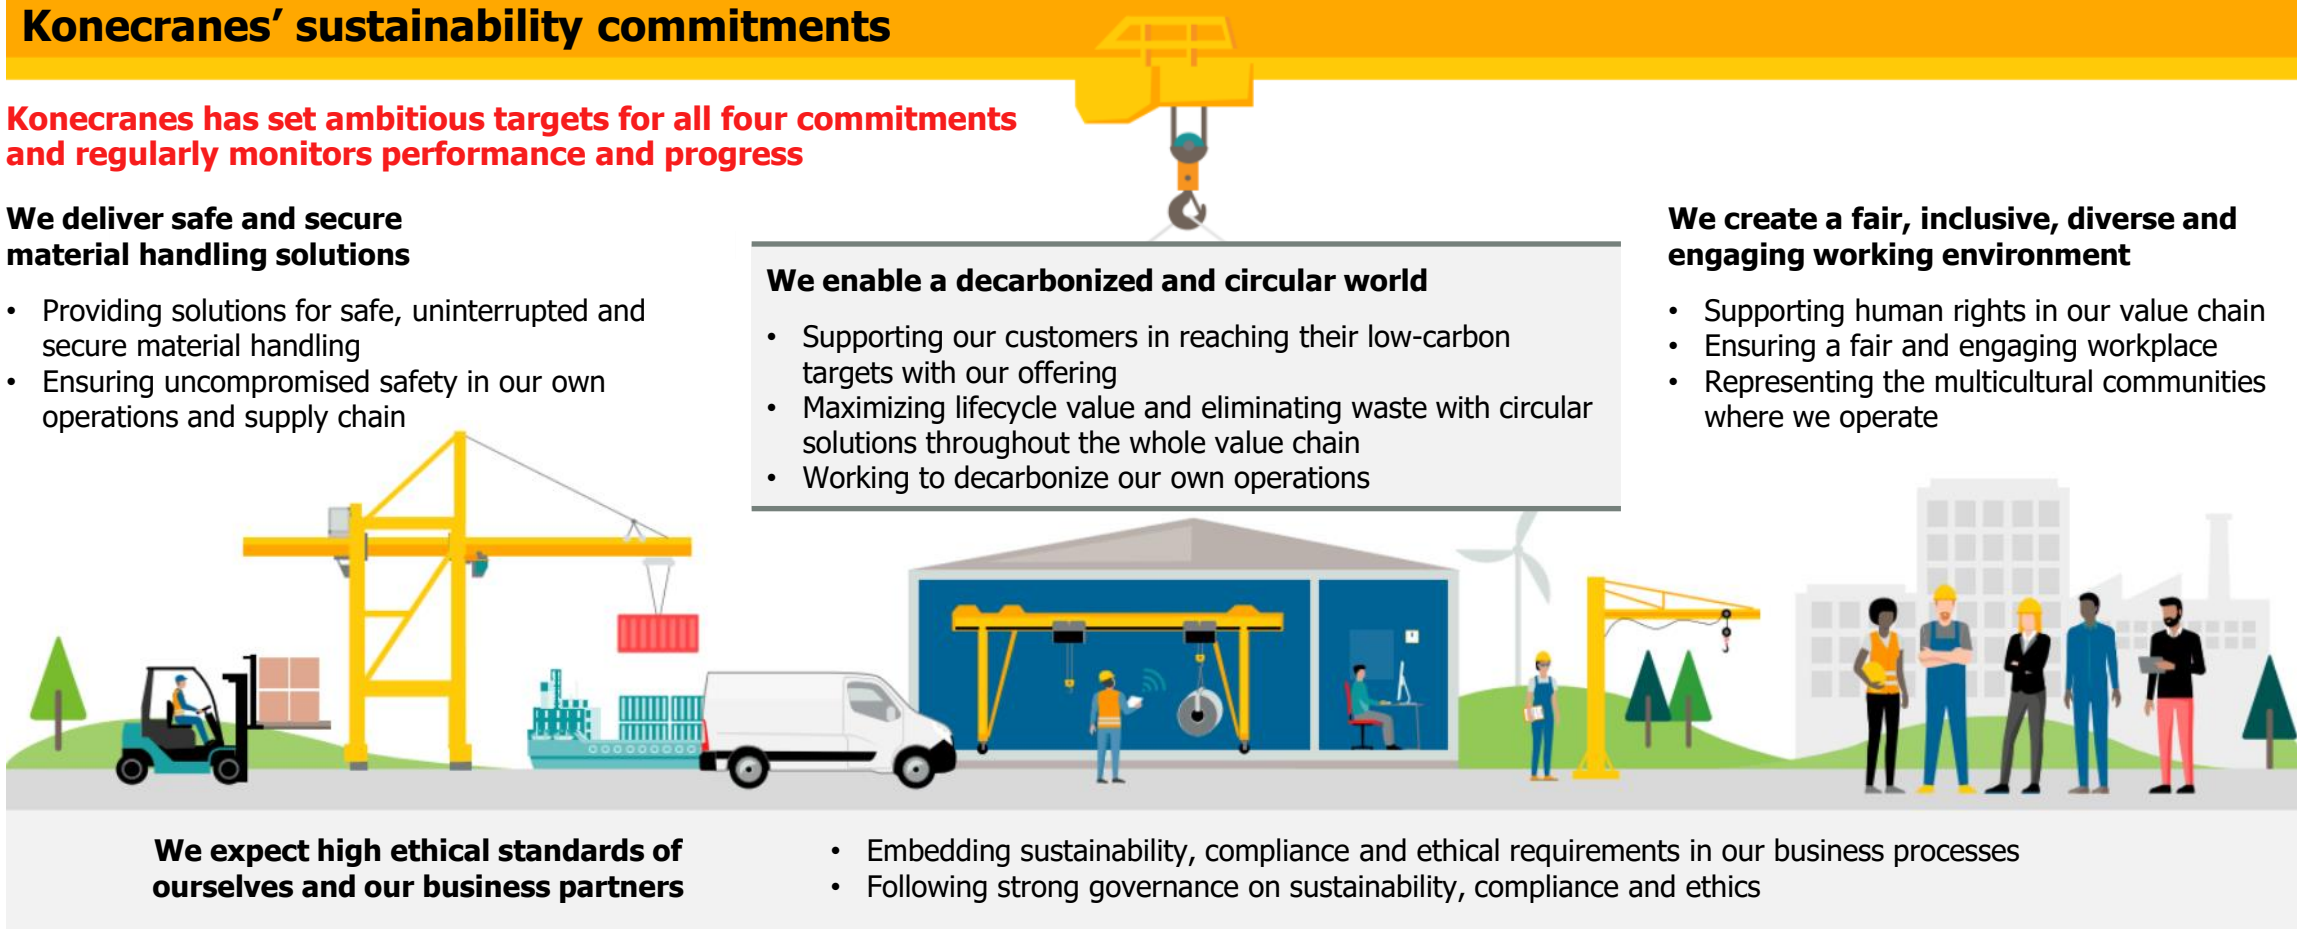 Konecranes’ sustainability commitments
Konecranes has set ambitious targets for all four commitments
and regularly monitors performance and progress
We deliver safe and secure
material handling solutions
• Providing solutions for safe, uninterrupted and
secure material handling
• Ensuring uncompromised safety in our own
operations and supply chain
We enable a decarbonized and circular world
• Supporting our customers in reaching their low-carbon
targets with our offering
• Maximizing lifecycle value and eliminating waste with circular
solutions throughout the whole value chain
• Working to decarbonize our own operations
We create a fair, inclusive, diverse and
engaging working environment
• Supporting human rights in our value chain
• Ensuring a fair and engaging workplace
• Representing the multicultural communities
where we operate
We expect high ethical standards of
ourselves and our business partners
• Embedding sustainability, compliance and ethical requirements in our business processes
• Following strong governance on sustainability, compliance and ethics